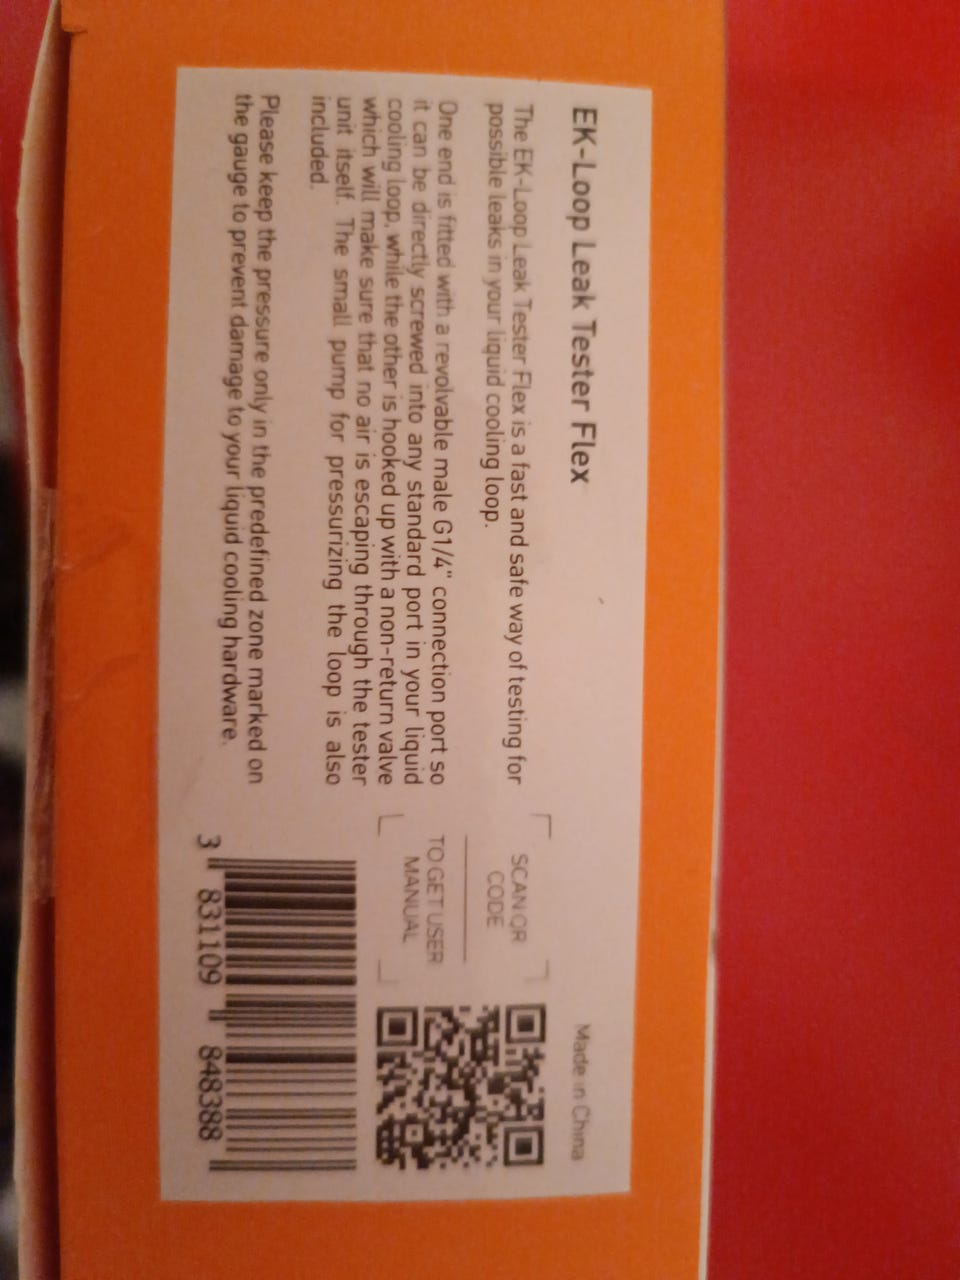 EK-Loop Leak Tester Flex
Made in China
The EK-Loop Leak Tester Flex is a fast and safe way of testing for
possible leaks in your liquid cooling loop.
One end is fitted with a revolvable male G1/4" connection port so
it can be directly screwed into any standard port in your liquid
cooling loop, while the other is hooked up with a non-return valve
which will make sure that no air is escaping through the tester
unit itself. The small pump for pressurizing the loop is also
included.
Please keep the pressure only in the predefined zone marked on
the gauge to prevent damage to your liquid cooling hardware.
SCAN QR
CODE
TO GET USER
MANUAL
3 831109 848388